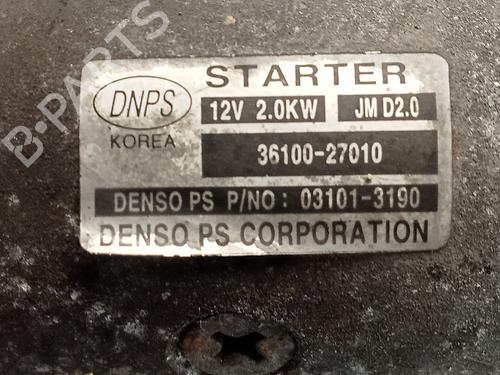 B-PARTS
STARTER
DNPS
12V 2.0KW JM D2.0
KOREA
36100-27010
DENSO PS P/NO : 03101-3190
DENSO PS CORPORATION